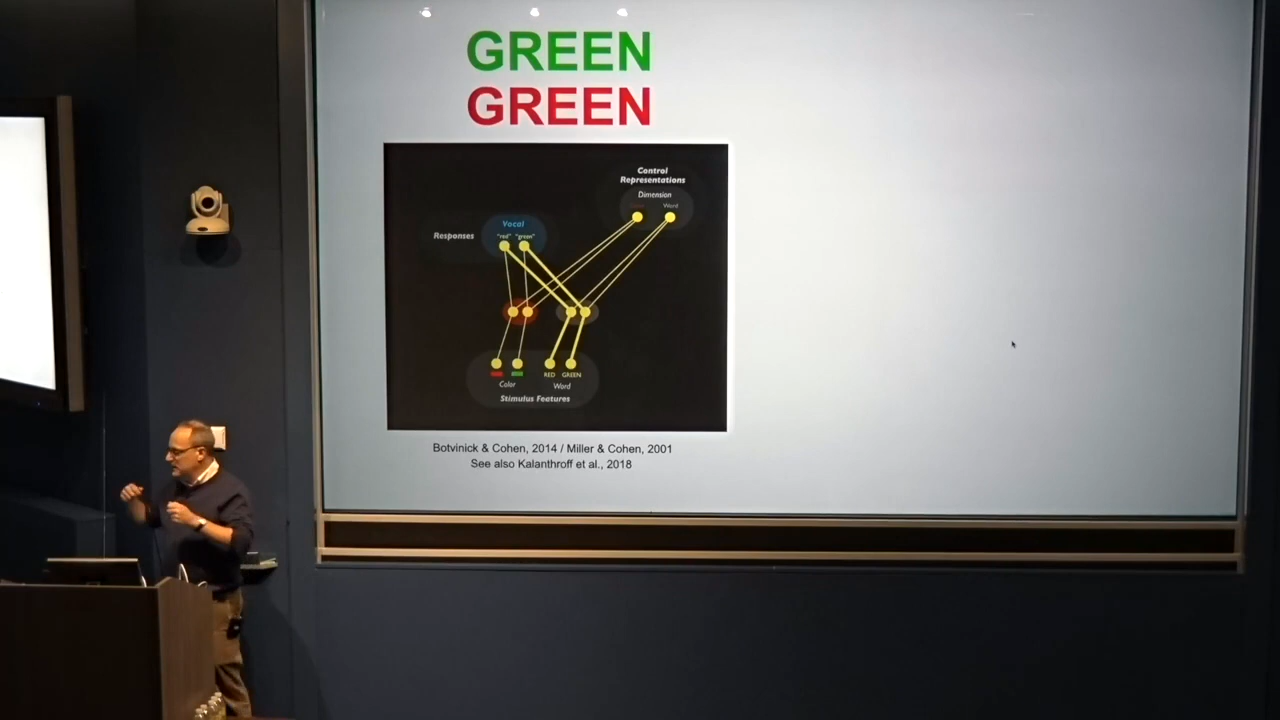 GREEN
GREEN
Control
Representations
Dimension
Word
Vocal
Responses
"red" "green"
RED GREEN
Color
Word
Stimulus Features
Botvinick & Cohen, 2014 / Miller & Cohen, 2001
See also Kalanthroff et al., 2018